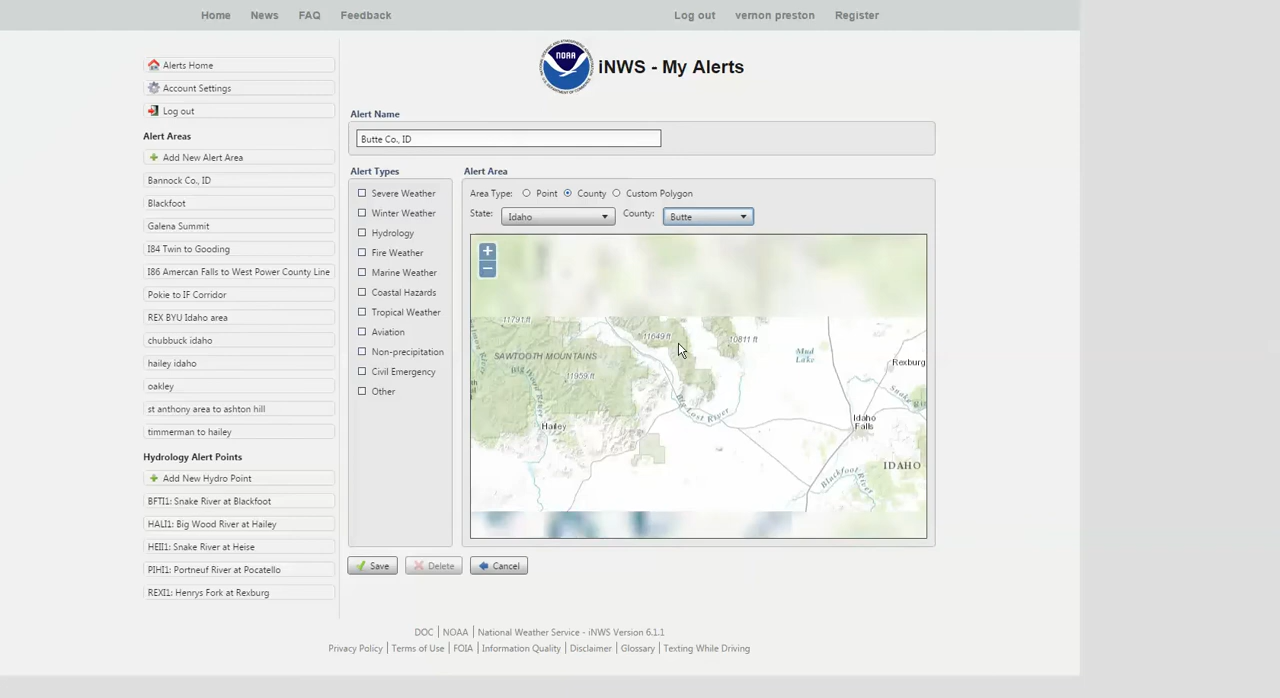 Home News FAQ Feedback Log out vernon preston Register
NOAA
iNWS - My Alerts
Alerts Home
Account Settings
Log out
Alert Areas
Add New Alert Area
Bannock Co., ID
Blackfoot
Galena Summit
I84 Twin to Gooding
I86 Amercan Falls to West Power County Line
Pokie to IF Corridor
REX BYU Idaho area
chubbuck idaho
hailey idaho
oakley
st anthony area to ashton hill
timmerman to hailey
Hydrology Alert Points
Add New Hydro Point
BFTI1: Snake River at Blackfoot
HALI1: Big Wood River at Hailey
HEII1: Snake River at Heise
PIHI1: Portneuf River at Pocatello
REXI1: Henrys Fork at Rexburg
Alert Name
Butte Co., ID
Alert Types
Severe Weather
Winter Weather
Hydrology
Fire Weather
Marine Weather
Coastal Hazards
Tropical Weather
Aviation
Non-precipitation
Civil Emergency
Other
Alert Area
Area Type: Point County Custom Polygon
State: Idaho County: Butte
+
−
11791 ft
11649 ft
10811 ft
SAWTOOTH MOUNTAINS
Mud
Lake
11959 ft
Rexburg
Wood River
Big Lost River
Snake
Hailey
Idaho
Falls
IDAHO
Blackfoot
Save Delete Cancel
DOC | NOAA | National Weather Service - iNWS Version 6.1.1
Privacy Policy | Terms of Use | FOIA | Information Quality | Disclaimer | Glossary | Texting While Driving